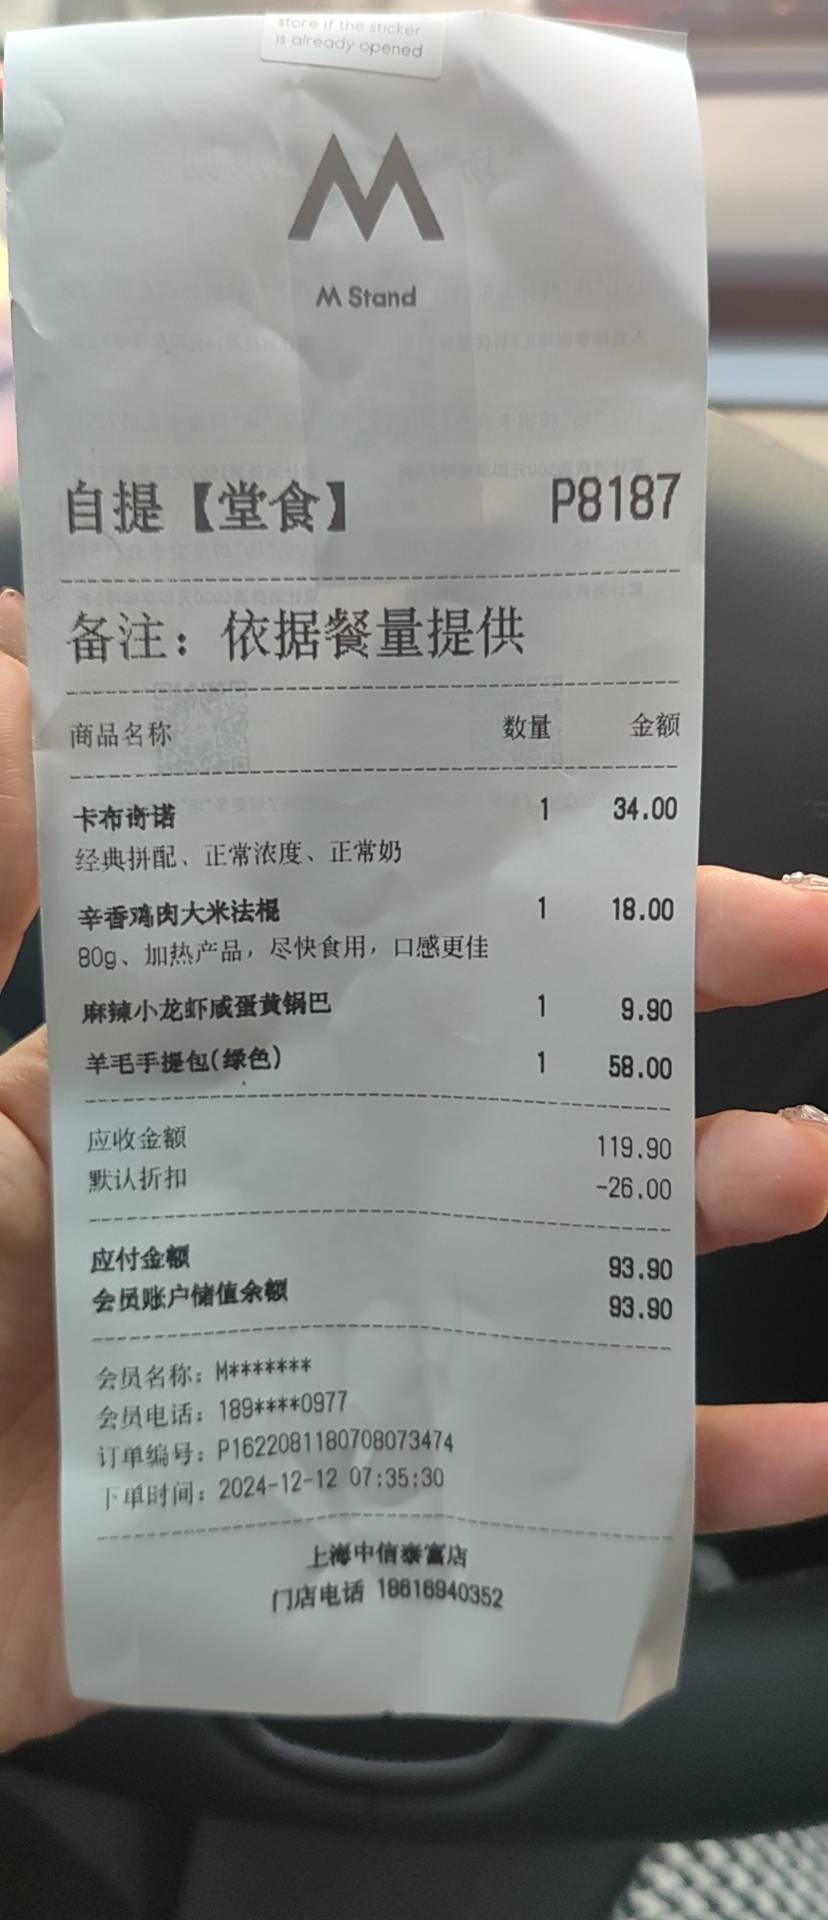 store if the sticker
is already opened
M Stand
自提【堂食】 P8187
备注：依据餐量提供
商品名称 数量 金额
卡布奇诺 1 34.00
经典拼配、正常浓度、正常奶
辛香鸡肉大米法棍 1 18.00
80g、加热产品，尽快食用，口感更佳
麻辣小龙虾咸蛋黄锅巴 1 9.90
羊毛手提包(绿色) 1 58.00
应收金额 119.90
默认折扣 -26.00
应付金额 93.90
会员账户储值余额 93.90
会员名称：M*******
会员电话：189****0977
订单编号：P1622081180708073474
下单时间：2024-12-12 07:35:30
上海中信泰富店
门店电话 18616940352